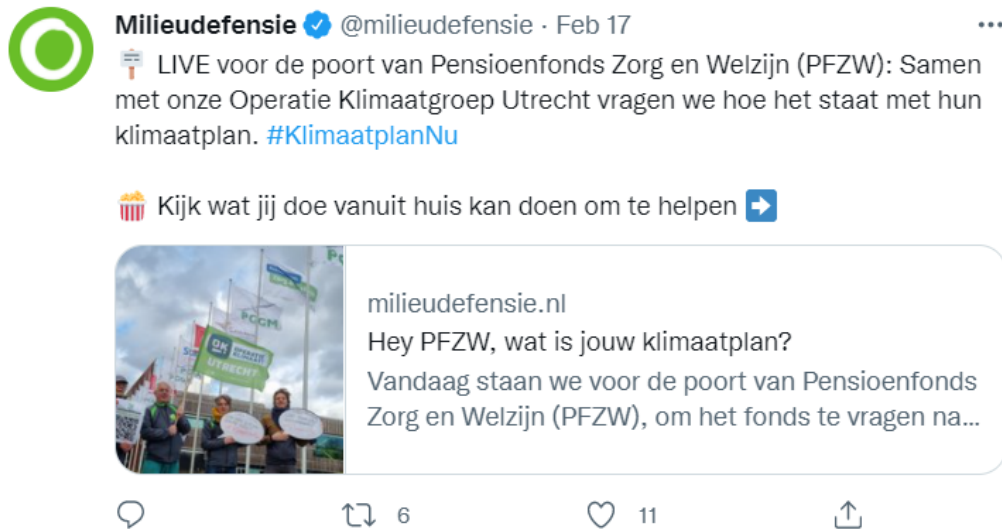 Milieudefensie @milieudefensie · Feb 17
LIVE voor de poort van Pensioenfonds Zorg en Welzijn (PFZW): Samen
met onze Operatie Klimaatgroep Utrecht vragen we hoe het staat met hun
klimaatplan. #KlimaatplanNu
Kijk wat jij doe vanuit huis kan doen om te helpen
PGGM
OK
OPERATIE
KLIMAAT
UTRECHT
milieudefensie.nl
Hey PFZW, wat is jouw klimaatplan?
Vandaag staan we voor de poort van Pensioenfonds
Zorg en Welzijn (PFZW), om het fonds te vragen na...
6
11